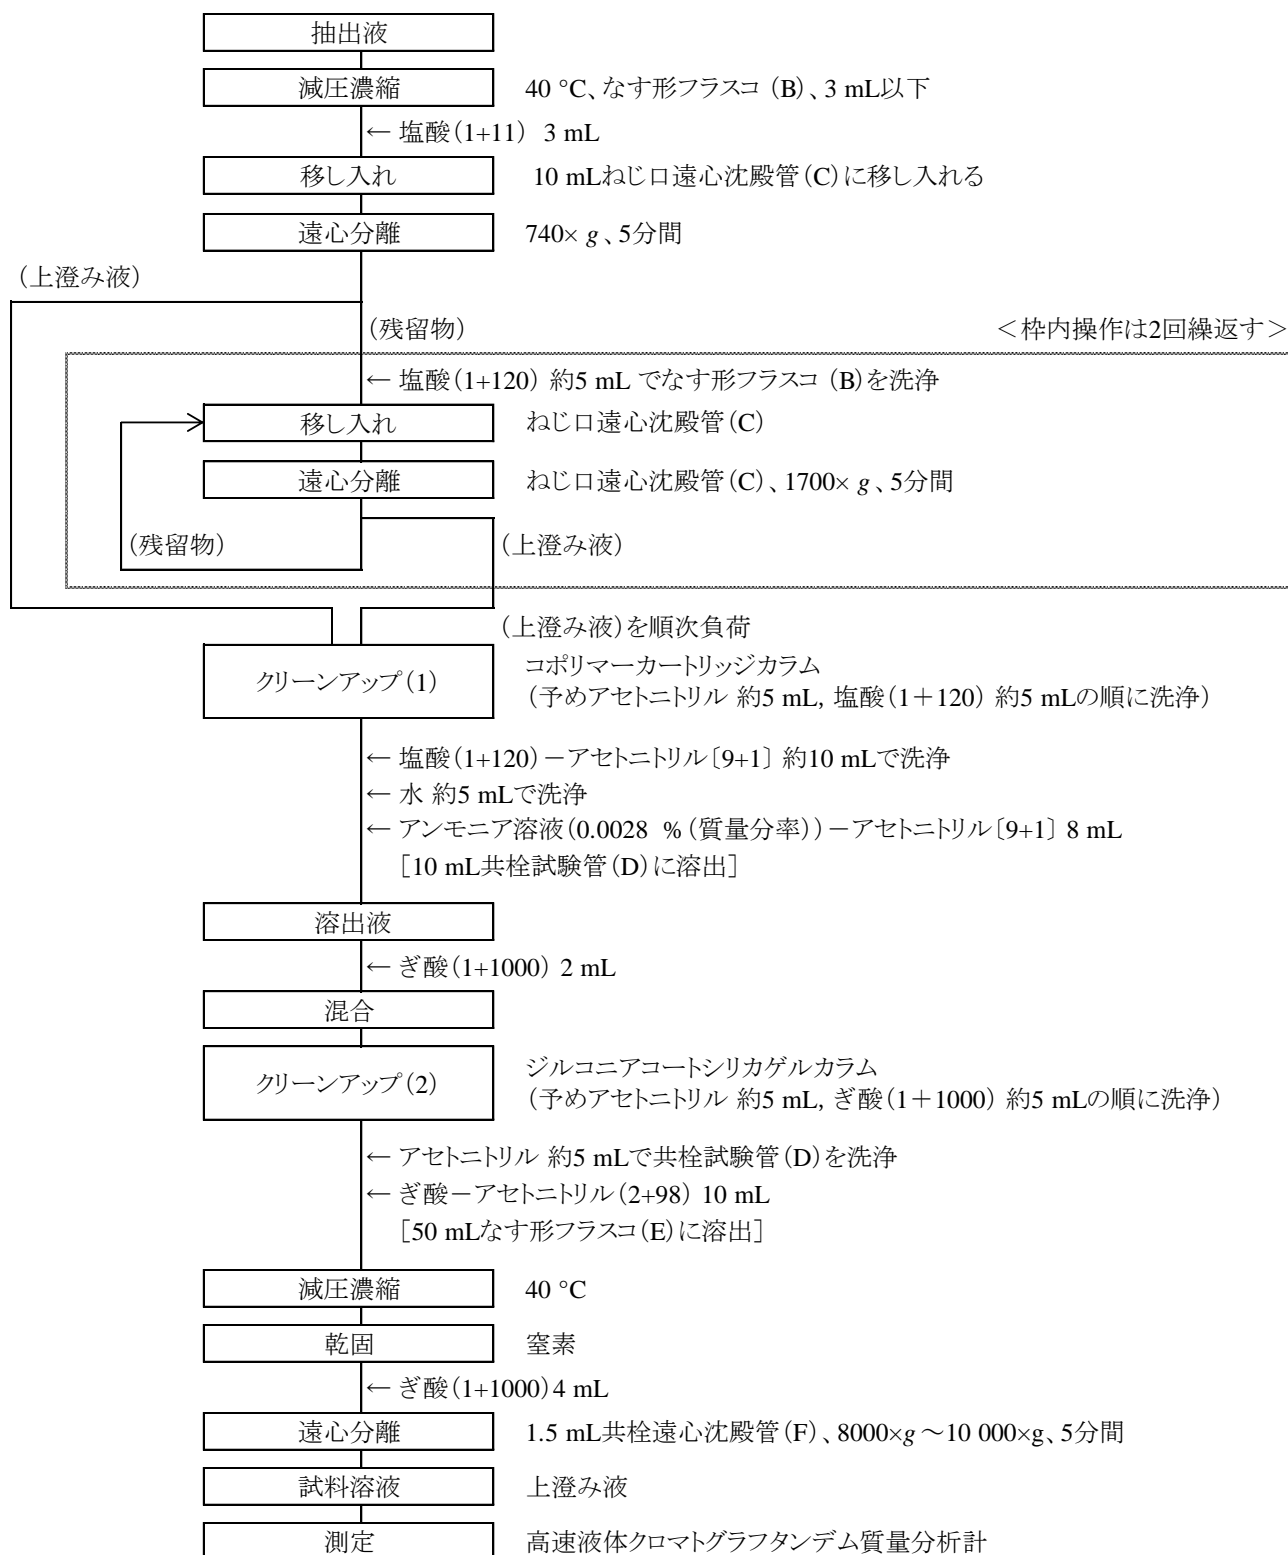 抽出液
減圧濃縮 40 °C、なす形フラスコ (B)、3 mL以下
← 塩酸(1+11) 3 mL
移し入れ 10 mLねじ口遠心沈殿管(C)に移し入れる
遠心分離 740× g 、5分間
(上澄み液)
(残留物) <枠内操作は2回繰返す>
← 塩酸(1+120) 約5 mL でなす形フラスコ (B)を洗浄
移し入れ ねじ口遠心沈殿管(C)
遠心分離 ねじ口遠心沈殿管(C)、1700× g 、5分間
(残留物) (上澄み液)
(上澄み液)を順次負荷
コポリマーカートリッジカラム
クリーンアップ(1)
(予めアセトニトリル 約5 mL, 塩酸(1+120) 約5 mLの順に洗浄)
← 塩酸(1+120)-アセトニトリル〔9+1〕 約10 mLで洗浄
← 水 約5 mLで洗浄
← アンモニア溶液(0.0028 %(質量分率))-アセトニトリル〔9+1〕 8 mL
[10 mL共栓試験管(D)に溶出]
溶出液
← ぎ酸(1+1000) 2 mL
混合
ジルコニアコートシリカゲルカラム
クリーンアップ(2)
(予めアセトニトリル 約5 mL, ぎ酸(1+1000) 約5 mLの順に洗浄)
← アセトニトリル 約5 mLで共栓試験管(D)を洗浄
← ぎ酸-アセトニトリル(2+98) 10 mL
[50 mLなす形フラスコ(E)に溶出]
減圧濃縮 40 °C
乾固 窒素
← ぎ酸(1+1000)4 mL
遠心分離 1.5 mL共栓遠心沈殿管(F)、8000×g~10 000×g、5分間
試料溶液 上澄み液
測定 高速液体クロマトグラフタンデム質量分析計